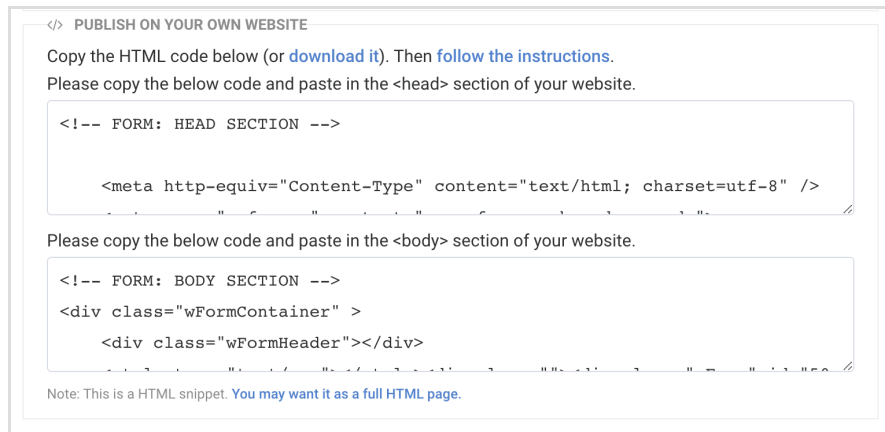 </> PUBLISH ON YOUR OWN WEBSITE
Copy the HTML code below (or download it). Then follow the instructions.
Please copy the below code and paste in the <head> section of your website.
<!-- FORM: HEAD SECTION -->
<meta http-equiv="Content-Type" content="text/html; charset=utf-8" />
Please copy the below code and paste in the <body> section of your website.
<!-- FORM: BODY SECTION -->
<div class="wFormContainer" >
<div class="wFormHeader"></div>
Note: This is a HTML snippet. You may want it as a full HTML page.